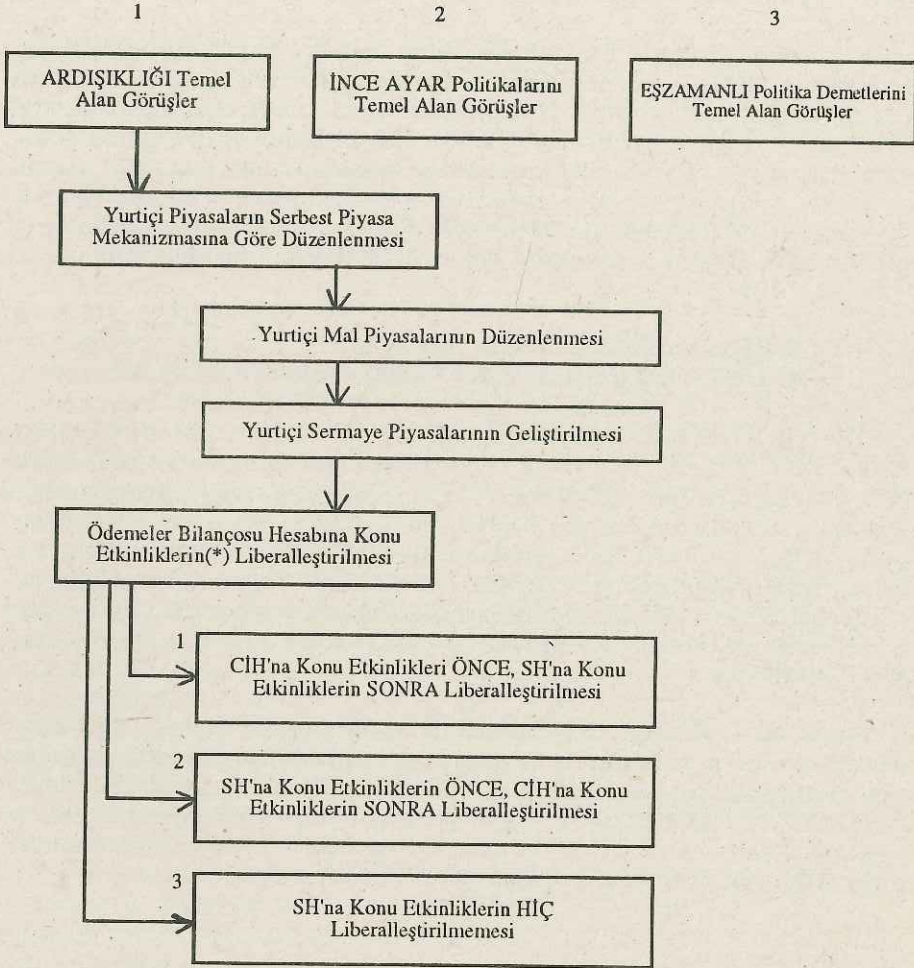 1
2
3
ARDIŞIKLIĞI Temel
Alan Görüşler
İNCE AYAR Politikalarını
Temel Alan Görüşler
EŞZAMANLI Politika Demetlerini
Temel Alan Görüşler
Yurtiçi Piyasaların Serbest Piyasa
Mekanizmasına Göre Düzenlenmesi
Yurtiçi Mal Piyasalarının Düzenlenmesi
Yurtiçi Sermaye Piyasalarının Geliştirilmesi
Ödemeler Bilançosu Hesabına Konu
Etkinliklerin(*) Liberalleştirilmesi
1
CİH'na Konu Etkinlikleri ÖNCE, SH'na Konu
Etkinliklerin SONRA Liberalleştirilmesi
2
SH'na Konu Etkinliklerin ÖNCE, CİH'na Konu
Etkinliklerin SONRA Liberalleştirilmesi
3
SH'na Konu Etkinliklerin HİÇ
Liberalleştirilmemesi